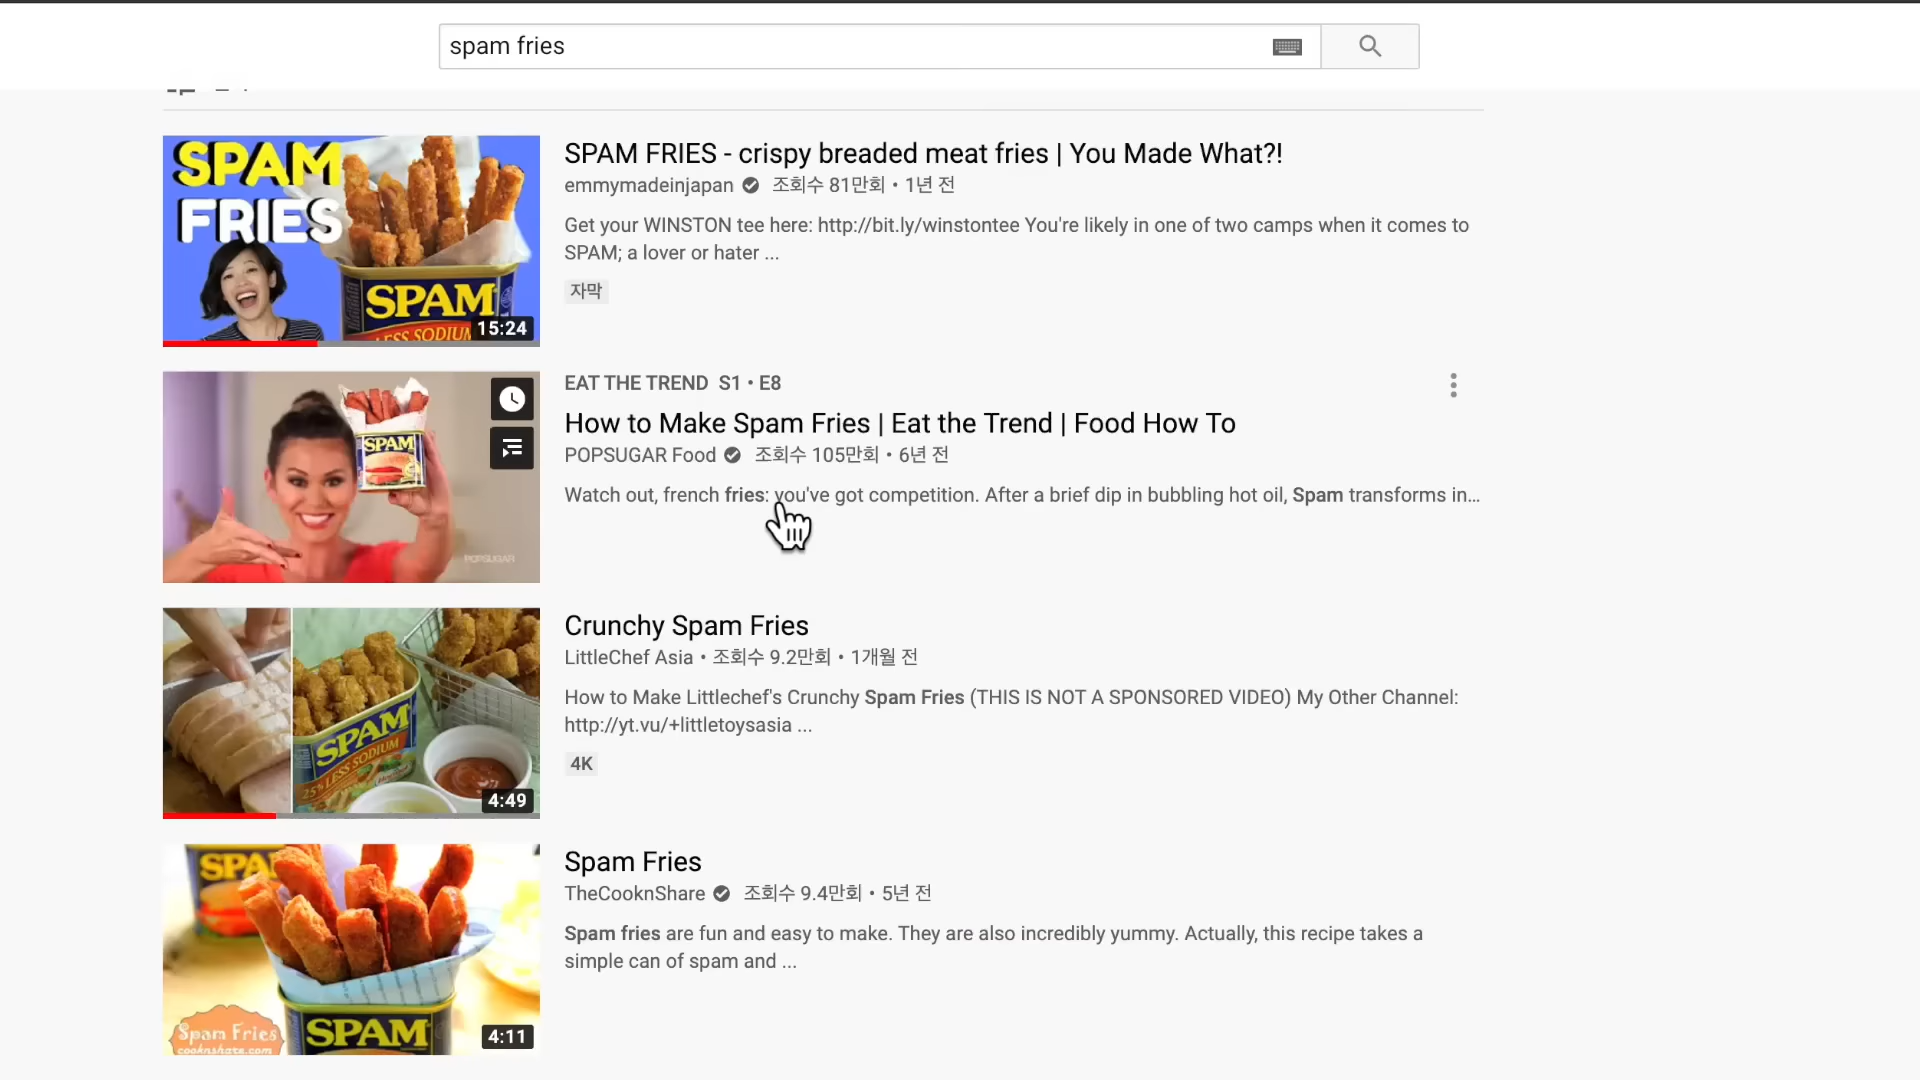 spam fries
SPAM
FRIES
SPAM
LESS SODIUM
15:24
SPAM FRIES - crispy breaded meat fries | You Made What?!
emmymadeinjapan 조회수 81만회 • 1년 전
Get your WINSTON tee here: http://bit.ly/winstontee You're likely in one of two camps when it comes to
SPAM; a lover or hater ...
자막
SPAM
POPSUGAR
EAT THE TREND S1 • E8
How to Make Spam Fries | Eat the Trend | Food How To
POPSUGAR Food 조회수 105만회 • 6년 전
Watch out, french fries: you've got competition. After a brief dip in bubbling hot oil, Spam transforms in...
SPAM
25% LESS SODIUM
4:49
Crunchy Spam Fries
LittleChef Asia • 조회수 9.2만회 • 1개월 전
How to Make Littlechef's Crunchy Spam Fries (THIS IS NOT A SPONSORED VIDEO) My Other Channel:
http://yt.vu/+littletoysasia ...
4K
SPA
SPAM
Spam Fries
cooknshare.com
4:11
Spam Fries
TheCooknShare 조회수 9.4만회 • 5년 전
Spam fries are fun and easy to make. They are also incredibly yummy. Actually, this recipe takes a
simple can of spam and ...